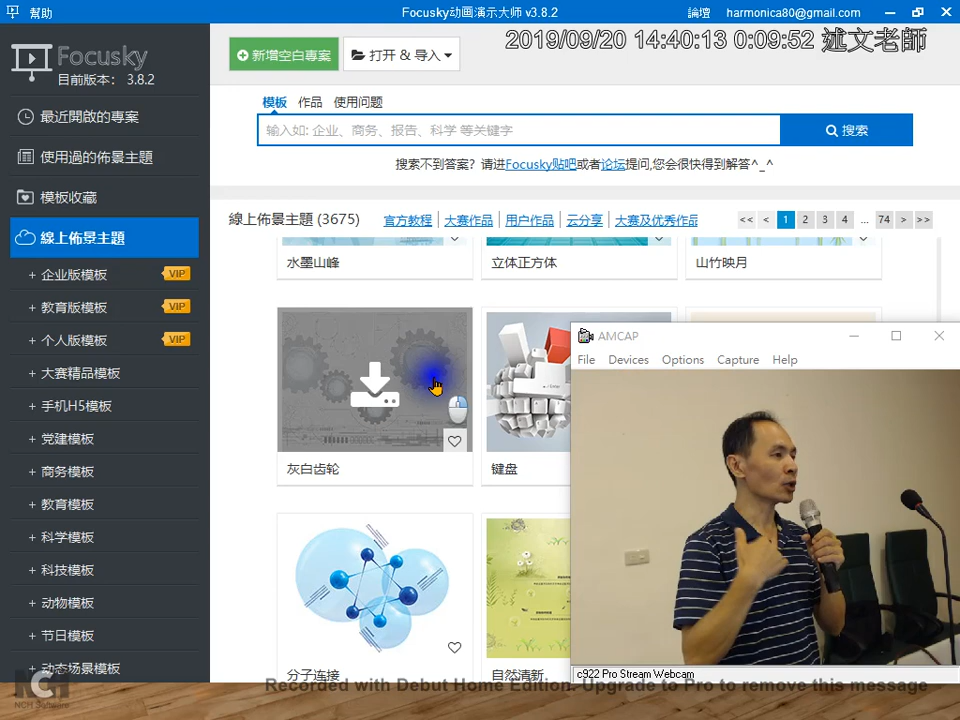 幫助
Focusky动画演示大师 v3.8.2
論壇
harmonica80@gmail.com
Focusky
目前版本： 3.8.2
新增空白專案
打开 & 导入
2019/09/20 14:40:13 0:09:52 述文老師
最近開啟的專案
使用過的佈景主題
模板收藏
線上佈景主題
+ 企业版模板 VIP
+ 教育版模板 VIP
+ 个人版模板 VIP
+ 大赛精品模板
+ 手机H5模板
+ 党建模板
+ 商务模板
+ 教育模板
+ 科学模板
+ 科技模板
+ 动物模板
+ 节日模板
+ 动态场景模板
模板 作品 使用问题
输入如: 企业、商务、报告、科学 等关键字
搜索
搜索不到答案？请进Focusky贴吧或者论坛提问,您会很快得到解答^_^
線上佈景主題 (3675)
官方教程 大赛作品 用户作品 云分享 大赛及优秀作品
<< < 1 2 3 4 ... 74 > >>
水墨山峰
立体正方体
山竹映月
灰白齿轮
键盘
分子连接
自然清新
AMCAP
File Devices Options Capture Help
c922 Pro Stream Webcam
NCH
NCH Software
Recorded with Debut Home Edition. Upgrade to Pro to remove this message